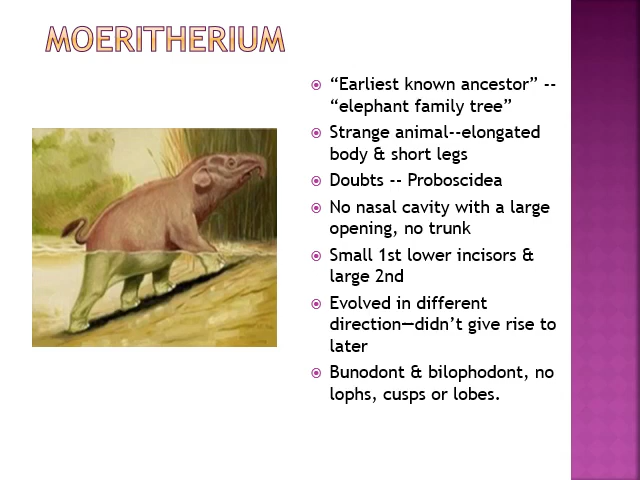 MOERITHERIUM
“Earliest known ancestor” --
“elephant family tree”
Strange animal--elongated
body & short legs
Doubts -- Proboscidea
No nasal cavity with a large
opening, no trunk
Small 1st lower incisors &
large 2nd
Evolved in different
direction—didn’t give rise to
later
Bunodont & bilophodont, no
lophs, cusps or lobes.